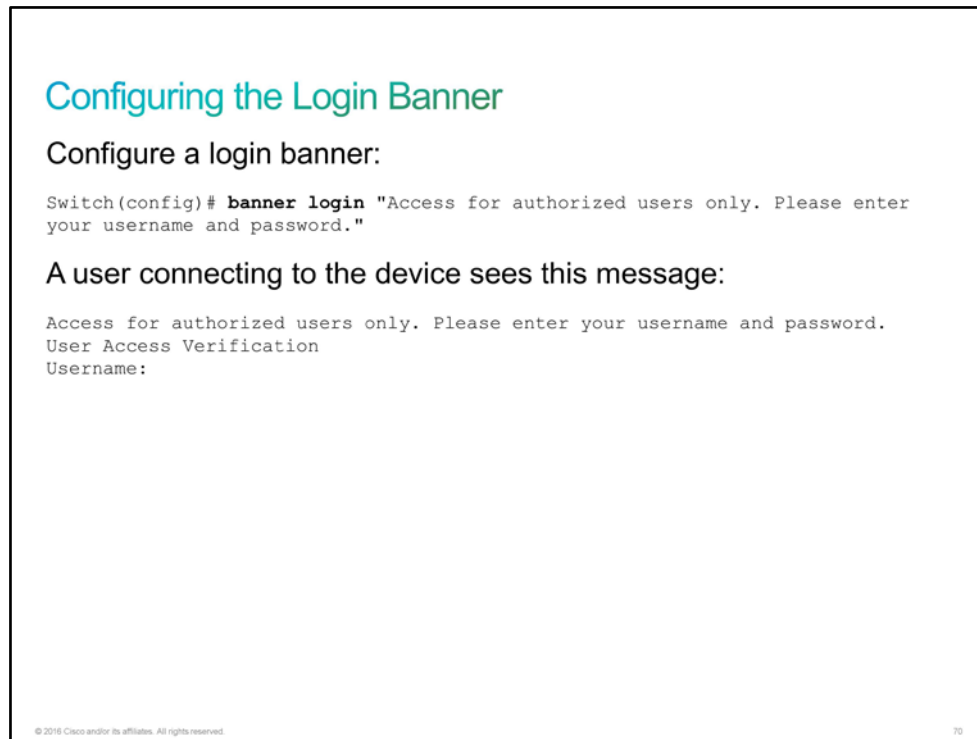 Configuring the Login Banner
Configure a login banner:
Switch(config)# banner login "Access for authorized users only. Please enter
your username and password."
A user connecting to the device sees this message:
Access for authorized users only. Please enter your username and password.
User Access Verification
Username:
© 2016 Cisco and/or its affiliates. All rights reserved.
70